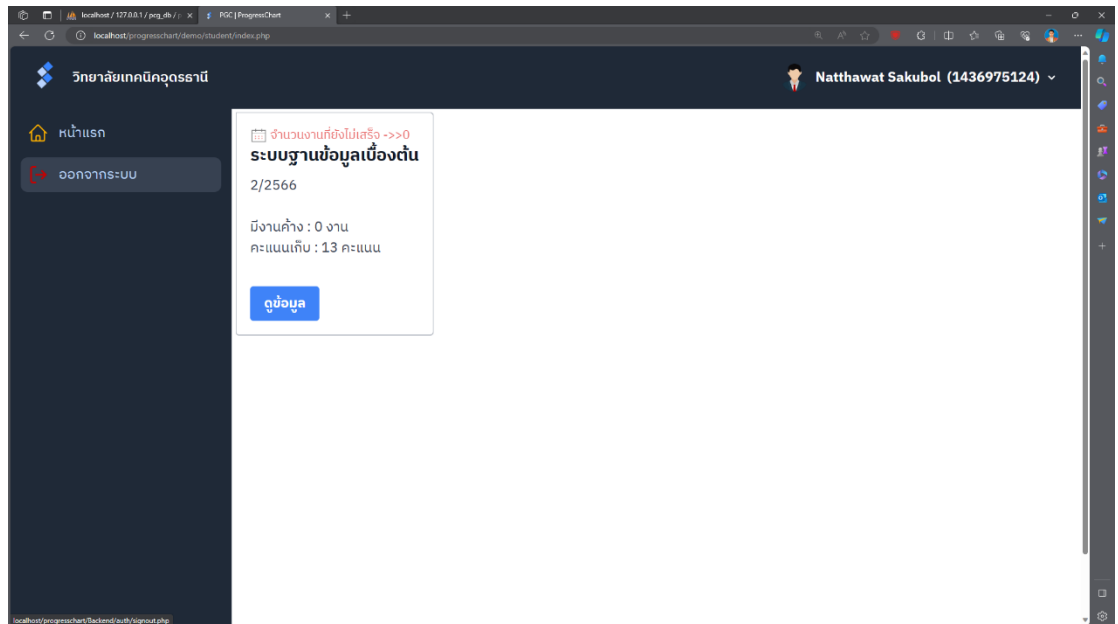 localhost / 127.0.0.1 / pcg_db / p
PGC | ProgressChart
localhost/progresschart/demo/student/index.php
วิทยาลัยเทคนิคอุดรธานี
Natthawat Sakubol (1436975124)
หน้าแรก
ออกจากระบบ
จำนวนงานที่ยังไม่เสร็จ ->>0
ระบบฐานข้อมูลเบื้องต้น
2/2566
มีงานค้าง : 0 งาน
คะแนนเก็บ : 13 คะแนน
ดูข้อมูล
localhost/progresschart/Backend/auth/signout.php